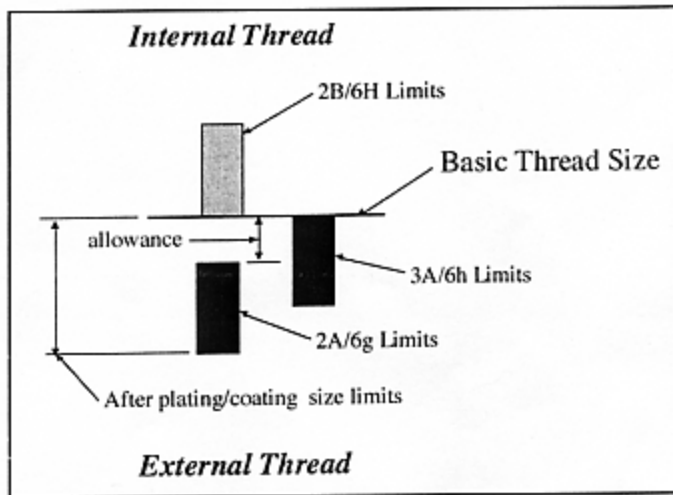 Internal Thread
2B/6H Limits
Basic Thread Size
allowance
3A/6h Limits
2A/6g Limits
After plating/coating size limits
External Thread